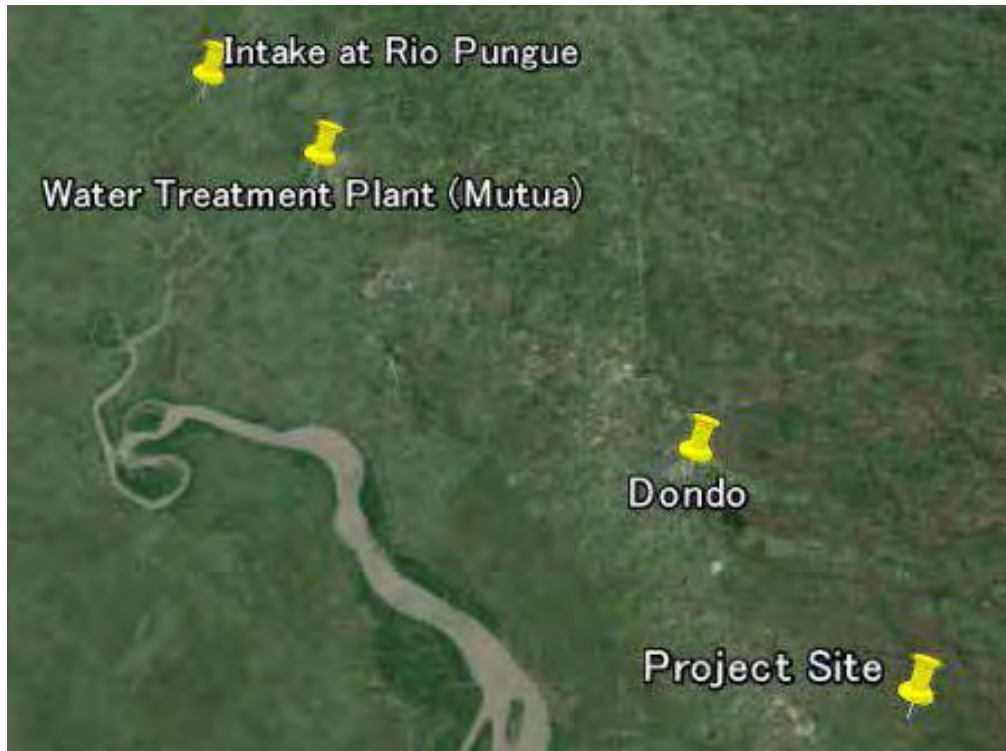 Intake at Rio Pungue
Water Treatment Plant (Mutua)
Dondo
Project Site